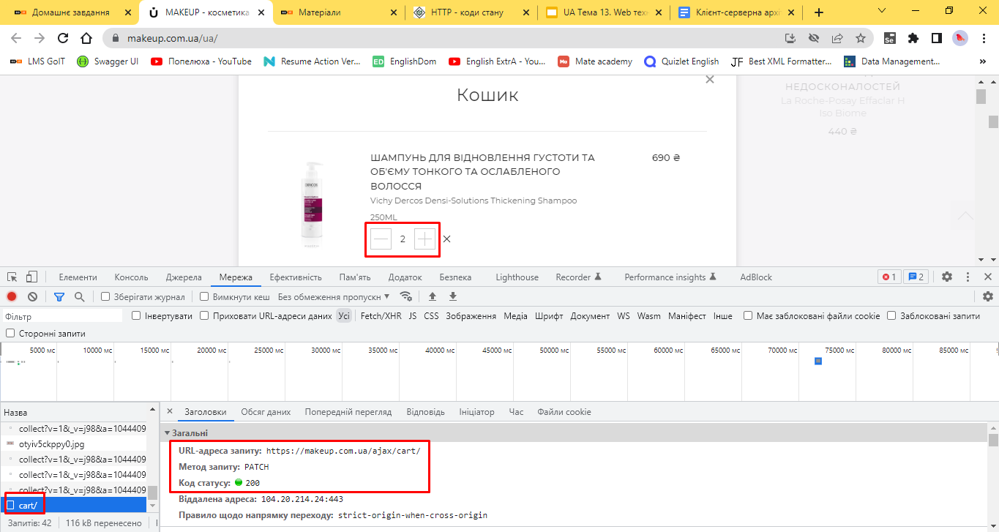 Домашнє завдання
MAKEUP - косметика
Матеріали
HTTP - коди стану
UA Тема 13. Web техн
Клієнт-серверна архі
makeup.com.ua/ua/
LMS GoIT
Swagger UI
Попелюха - YouTube
Resume Action Ver...
EnglishDom
English ExtrA - You...
Mate academy
Quizlet English
Best XML Formatter...
Data Management...
»
НЕДОСКОНАЛОСТЕЙ
La Roche-Posay Effaclar H
Iso Biome
440 ₴
Кошик
ШАМПУНЬ ДЛЯ ВІДНОВЛЕННЯ ГУСТОТИ ТА
690 ₴
ОБ'ЄМУ ТОНКОГО ТА ОСЛАБЛЕНОГО
ВОЛОССЯ
Vichy Dercos Densi-Solutions Thickening Shampoo
250ML
2
DERCOS
Елементи
Консоль
Джерела
Мережа
Ефективність
Пам'ять
Додаток
Безпека
Lighthouse
Recorder
Performance insights
AdBlock
1
2
Зберігати журнал
Вимкнути кеш
Без обмеження пропускн
Фільтр
Інвертувати
Приховати URL-адреси даних
Усі
Fetch/XHR
JS
CSS
Зображення
Медіа
Шрифт
Документ
WS
Wasm
Маніфест
Інше
Має заблоковані файли cookie
Заблоковані запити
Сторонні запити
5000 мс
10000 мс
15000 мс
20000 мс
25000 мс
30000 мс
35000 мс
40000 мс
45000 мс
50000 мс
55000 мс
60000 мс
65000 мс
70000 мс
75000 мс
80000 мс
85000 мс
Назва
collect?v=1&_v=j98&a=1044409
otyiv5ckppy0.jpg
collect?v=1&_v=j98&a=1044409
collect?v=1&_v=j98&a=1044409
collect?v=1&_v=j98&a=1044409
cart/
Запитів: 42
116 kB перенесено
Заголовки
Обсяг даних
Попередній перегляд
Відповідь
Ініціатор
Час
Файли cookie
Загальні
URL-адреса запиту: https://makeup.com.ua/ajax/cart/
Метод запиту: PATCH
Код статусу: 200
Віддалена адреса: 104.20.214.24:443
Правило щодо напрямку переходу: strict-origin-when-cross-origin